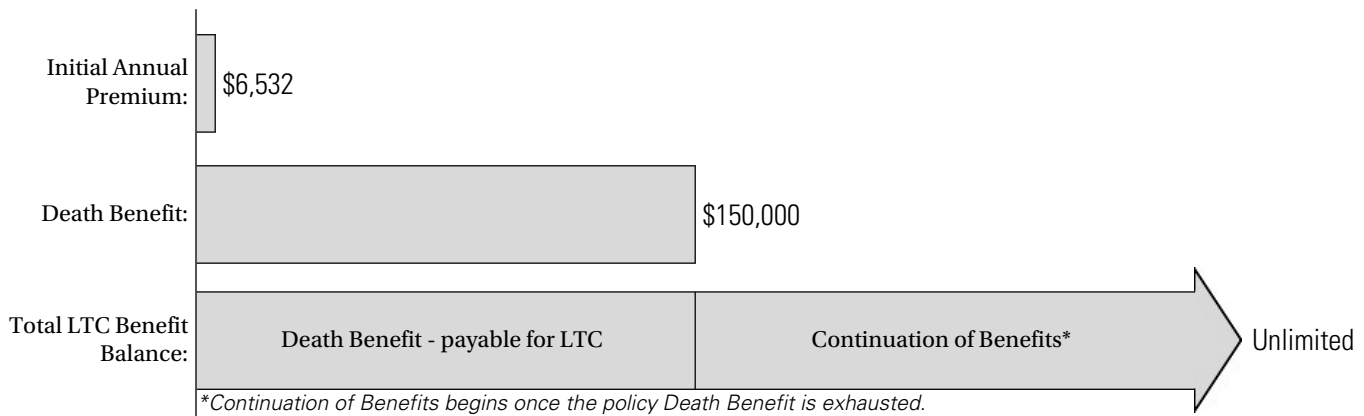 Initial Annual
Premium:
$6,532
Death Benefit:
$150,000
Total LTC Benefit
Balance:
Death Benefit - payable for LTC
Continuation of Benefits*
Unlimited
*Continuation of Benefits begins once the policy Death Benefit is exhausted.